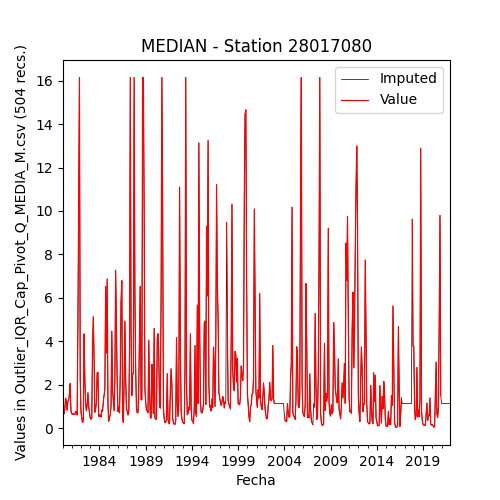 MEDIAN - Station 28017080
Values in Outlier_IQR_Cap_Pivot_Q_MEDIA_M.csv (504 recs.)
Imputed
Value
16
14
12
10
8
6
4
2
0
1984 1989 1994 1999 2004 2009 2014 2019
Fecha